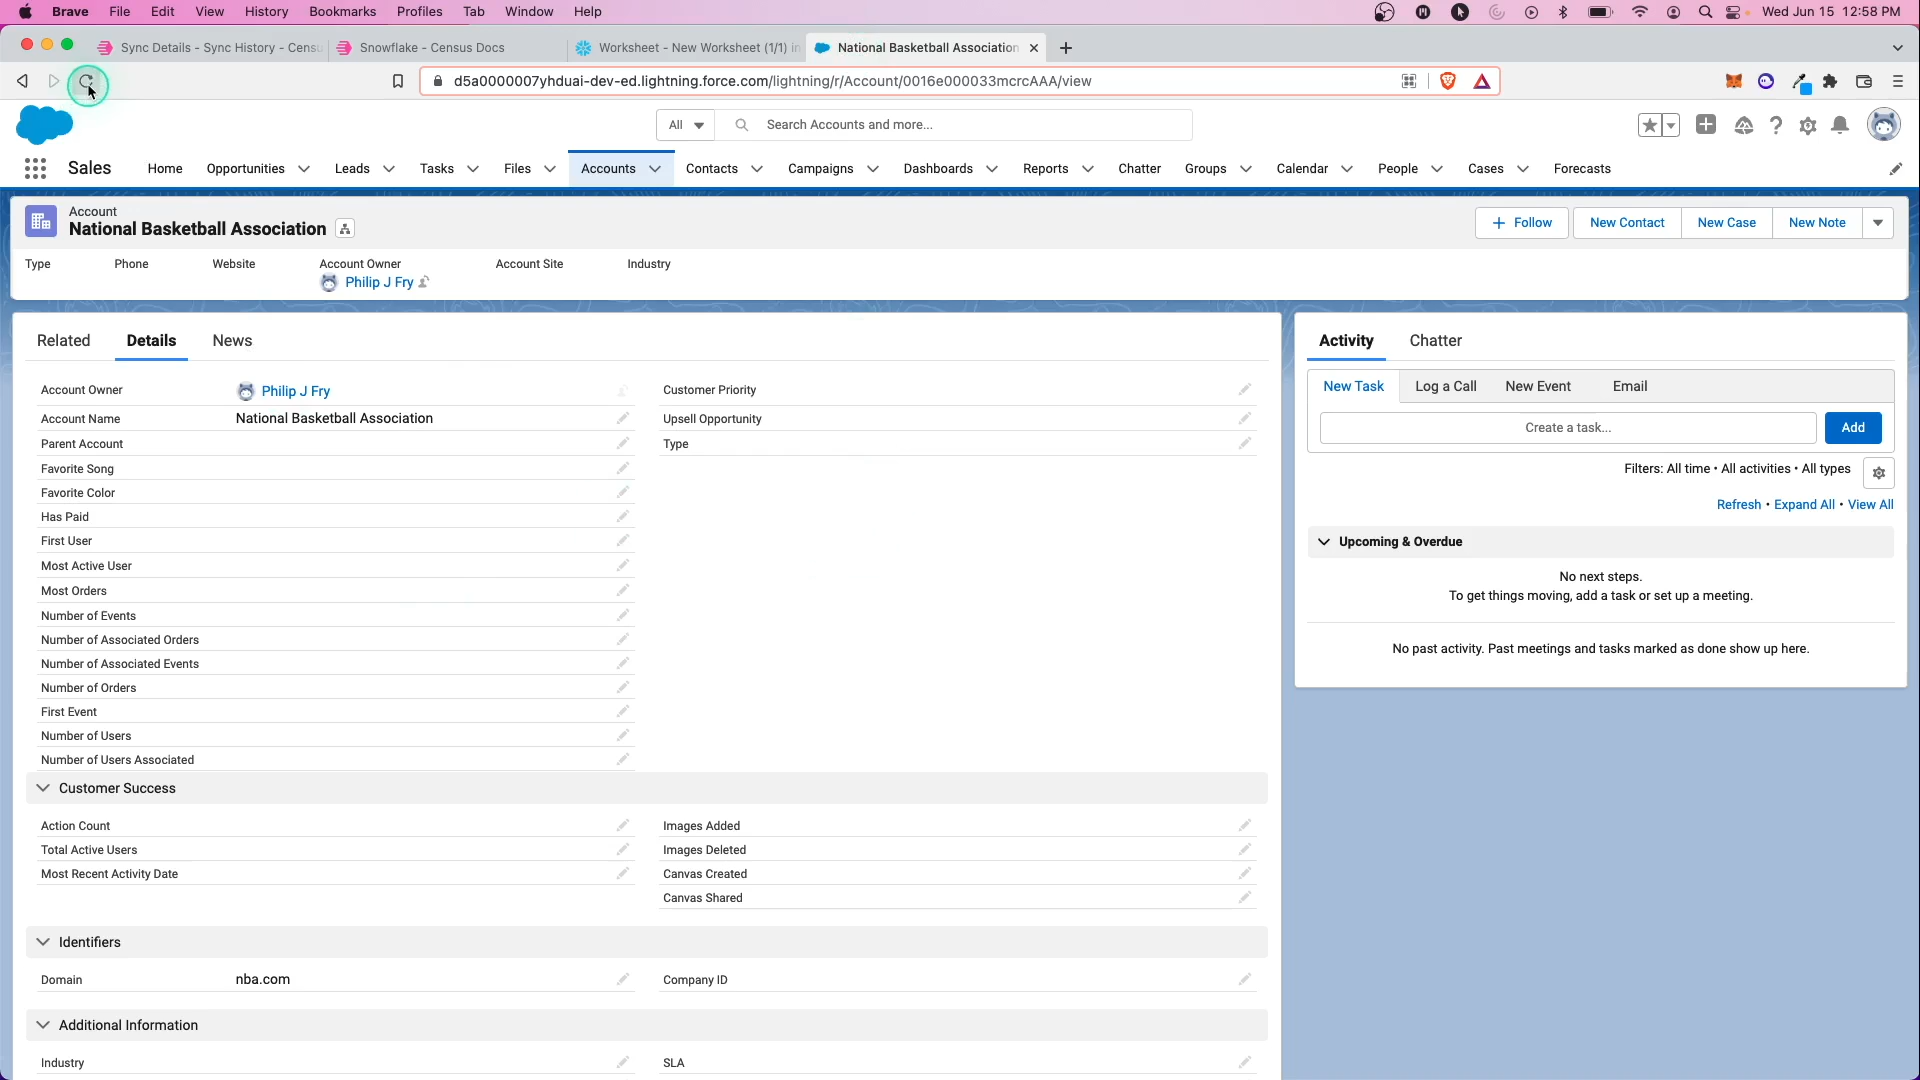 Brave File Edit View History Bookmarks Profiles Tab Window Help Wed Jun 15 12:58 PM
Sync Details - Sync History - Censu Snowflake - Census Docs Worksheet - New Worksheet (1/1) in National Basketball Association
d5a0000007yhduai-dev-ed.lightning.force.com/lightning/r/Account/0016e000033mcrcAAA/view
All Search Accounts and more...
Sales Home Opportunities Leads Tasks Files Accounts Contacts Campaigns Dashboards Reports Chatter Groups Calendar People Cases Forecasts
Account
National Basketball Association
Follow New Contact New Case New Note
Type Phone Website Account Owner Account Site Industry
Philip J Fry
Related Details News
Account Owner Philip J Fry Customer Priority
Account Name National Basketball Association Upsell Opportunity
Parent Account Type
Favorite Song
Favorite Color
Has Paid
First User
Most Active User
Most Orders
Number of Events
Number of Associated Orders
Number of Associated Events
Number of Orders
First Event
Number of Users
Number of Users Associated
Customer Success
Action Count Images Added
Total Active Users Images Deleted
Most Recent Activity Date Canvas Created
Canvas Shared
Identifiers
Domain nba.com Company ID
Additional Information
Industry SLA
Activity Chatter
New Task Log a Call New Event Email
Create a task... Add
Filters: All time • All activities • All types
Refresh • Expand All • View All
Upcoming & Overdue
No next steps.
To get things moving, add a task or set up a meeting.
No past activity. Past meetings and tasks marked as done show up here.